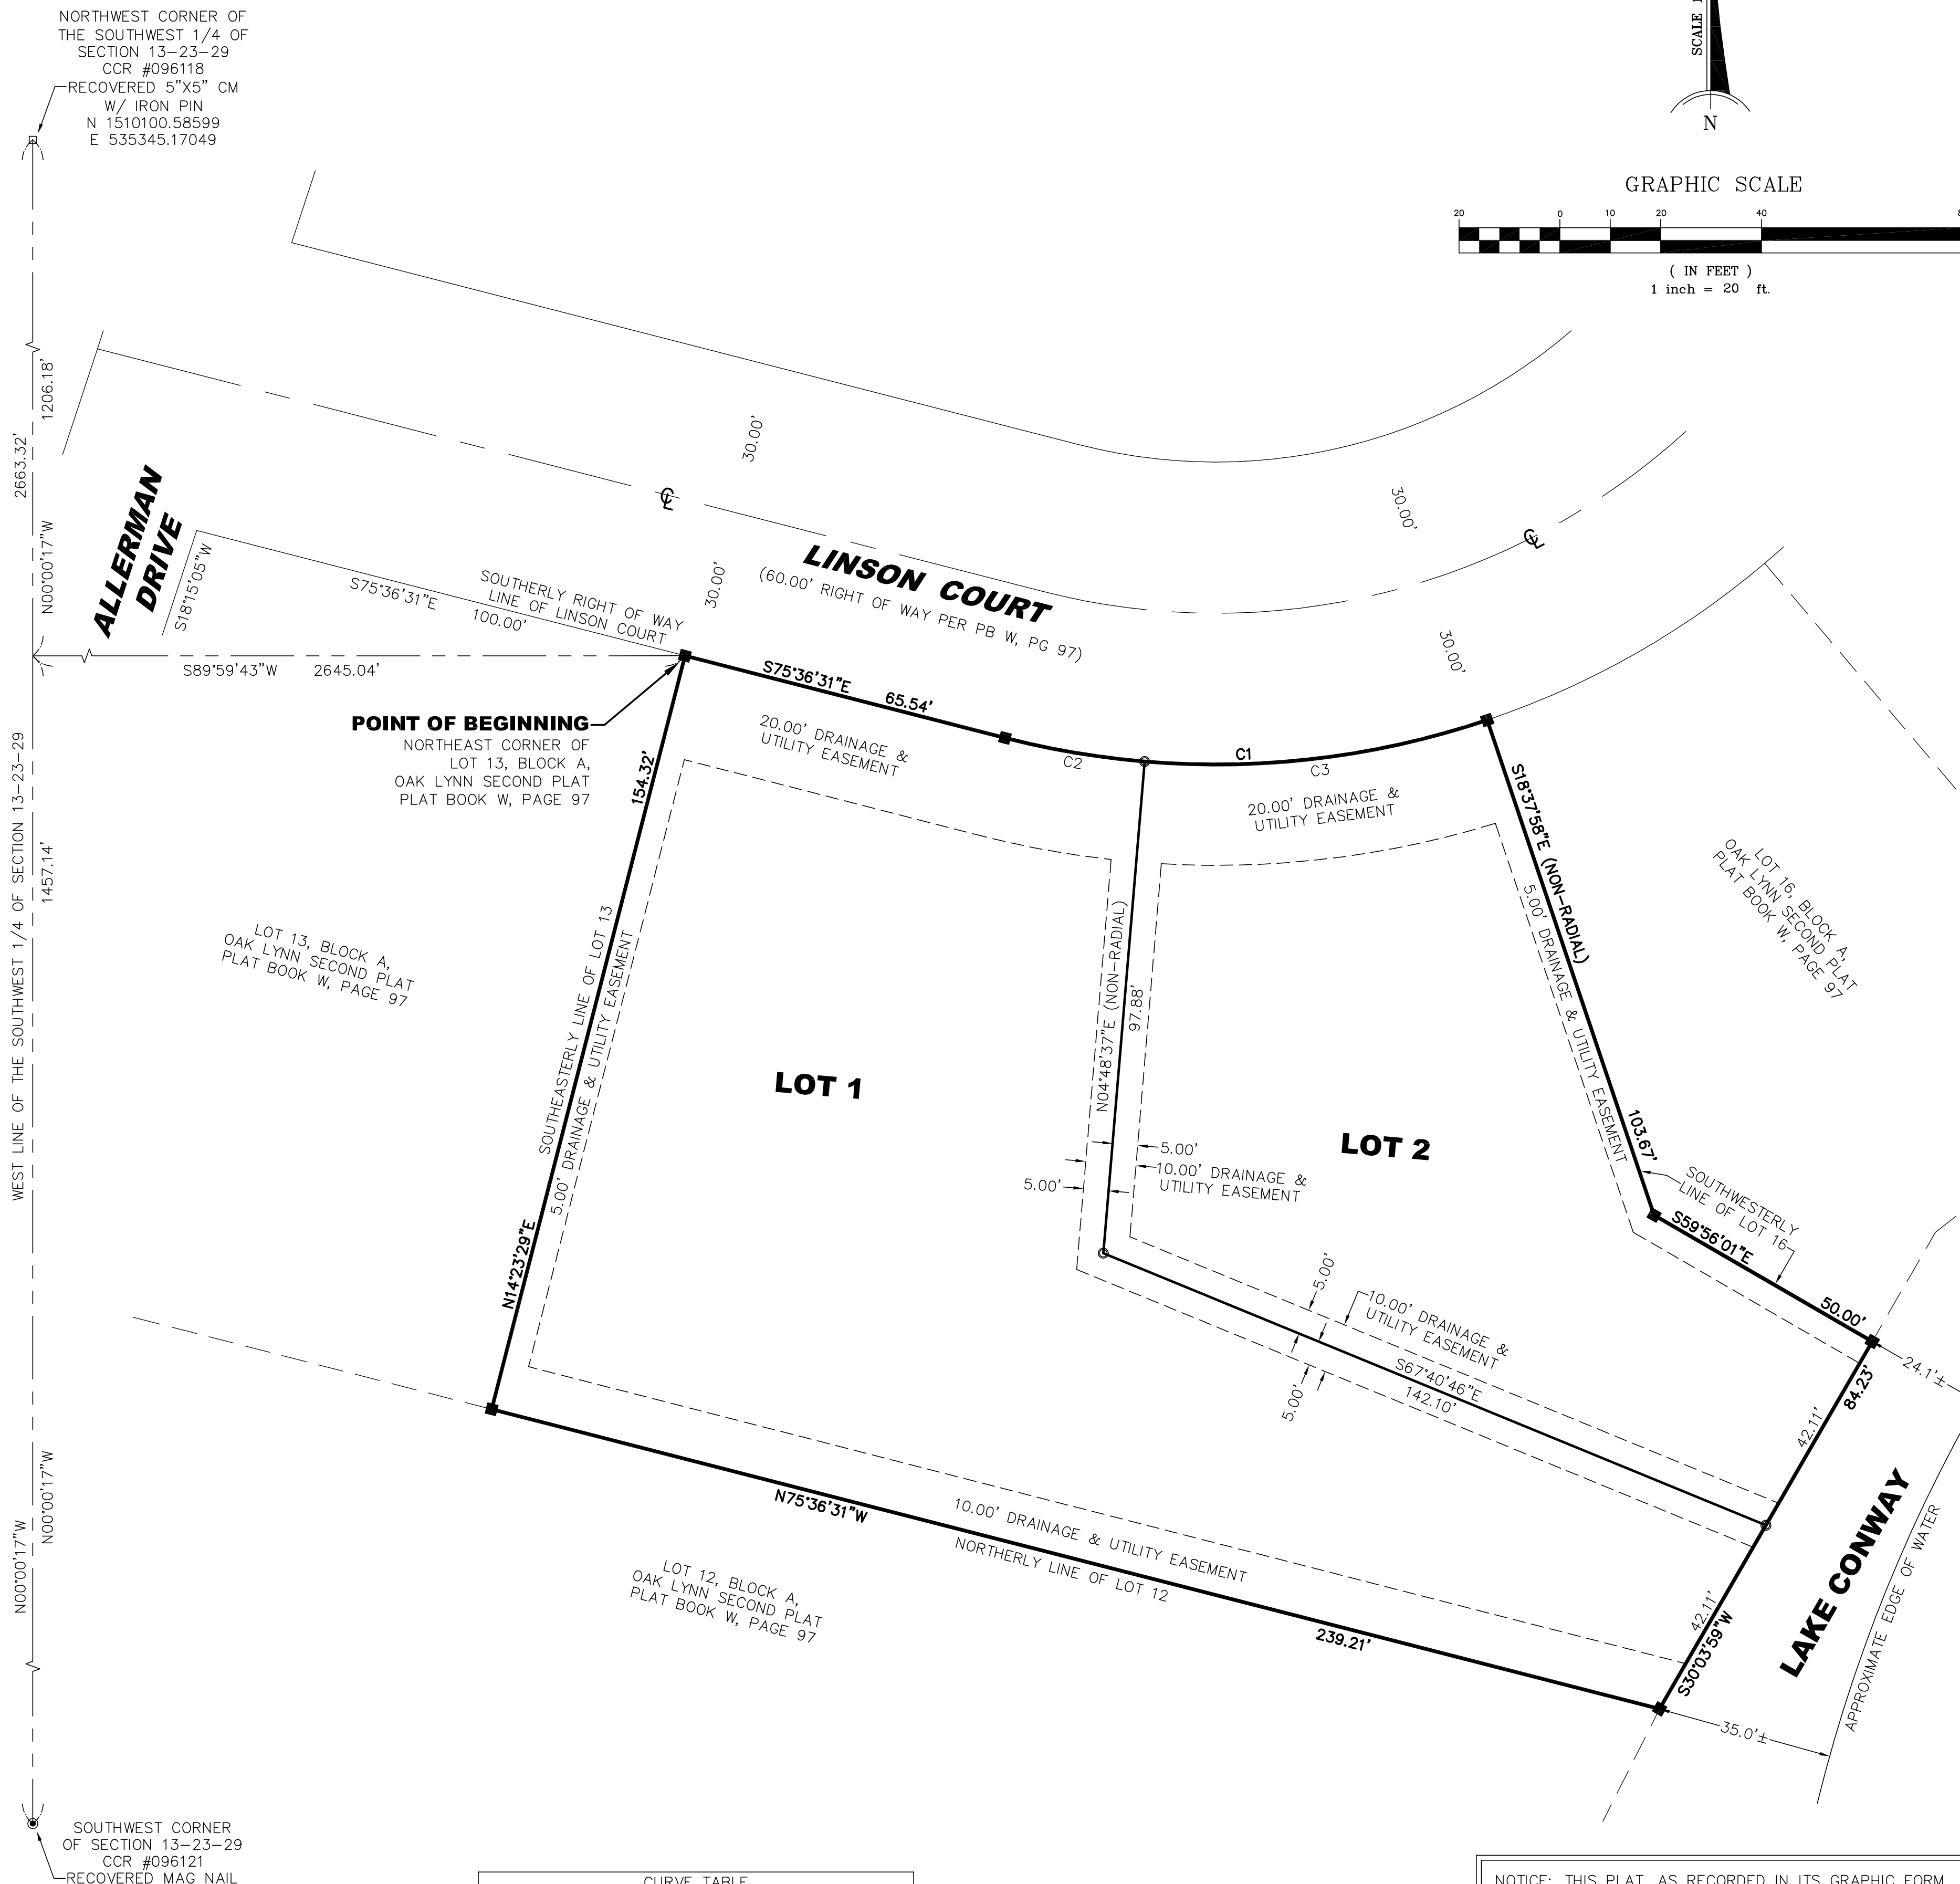 NORTHWEST CORNER OF
THE SOUTHWEST 1/4 OF
SECTION 13-23-29
CCR #096118
RECOVERED 5"X5" CM
W/ IRON PIN
N 1510100.58599
E 535345.17049
SCALE 1
N
GRAPHIC SCALE
20 0 10 20 40
( IN FEET )
1 inch = 20 ft.
2663.32'
1206.18'
N00°00'17"W
ALLERMAN
DRIVE
S18°15'05"W
S75°36'31"E
100.00'
SOUTHERLY RIGHT OF WAY
LINE OF LINSON COURT
30.00'
30.00'
30.00'
30.00'
LINSON COURT
(60.00' RIGHT OF WAY PER PB W, PG 97)
S89°59'43"W 2645.04'
POINT OF BEGINNING
NORTHEAST CORNER OF
LOT 13, BLOCK A,
OAK LYNN SECOND PLAT
PLAT BOOK W, PAGE 97
S75°36'31"E 65.54'
C2
C1
C3
20.00' DRAINAGE &
UTILITY EASEMENT
20.00' DRAINAGE &
UTILITY EASEMENT
WEST LINE OF THE SOUTHWEST 1/4 OF SECTION 13-23-29
1457.14'
154.32'
N14°23'29"E
SOUTHEASTERLY LINE OF LOT 13
5.00' DRAINAGE & UTILITY EASEMENT
LOT 13, BLOCK A,
OAK LYNN SECOND PLAT
PLAT BOOK W, PAGE 97
LOT 1
N04°48'37"E (NON-RADIAL)
97.88'
LOT 2
5.00'
10.00' DRAINAGE &
UTILITY EASEMENT
5.00'
S18°37'58"E (NON-RADIAL)
103.67'
5.00' DRAINAGE & UTILITY EASEMENT
LOT 16, BLOCK A,
OAK LYNN SECOND PLAT
PLAT BOOK W, PAGE 97
SOUTHWESTERLY
LINE OF LOT 16
S59°56'01"E
50.00'
5.00'
10.00' DRAINAGE &
UTILITY EASEMENT
S67°40'46"E
142.10'
5.00'
24.1'±
84.23'
42.11'
42.11'
S30°03'59"W
LAKE CONWAY
APPROXIMATE EDGE OF WATER
35.0'±
N75°36'31"W
239.21'
10.00' DRAINAGE & UTILITY EASEMENT
NORTHERLY LINE OF LOT 12
LOT 12, BLOCK A,
OAK LYNN SECOND PLAT
PLAT BOOK W, PAGE 97
N00°00'17"W
N00°00'17"W
SOUTHWEST CORNER
OF SECTION 13-23-29
CCR #096121
RECOVERED MAG NAIL
CURVE TABLE
NOTICE: THIS PLAT, AS RECORDED IN ITS GRAPHIC FORM,